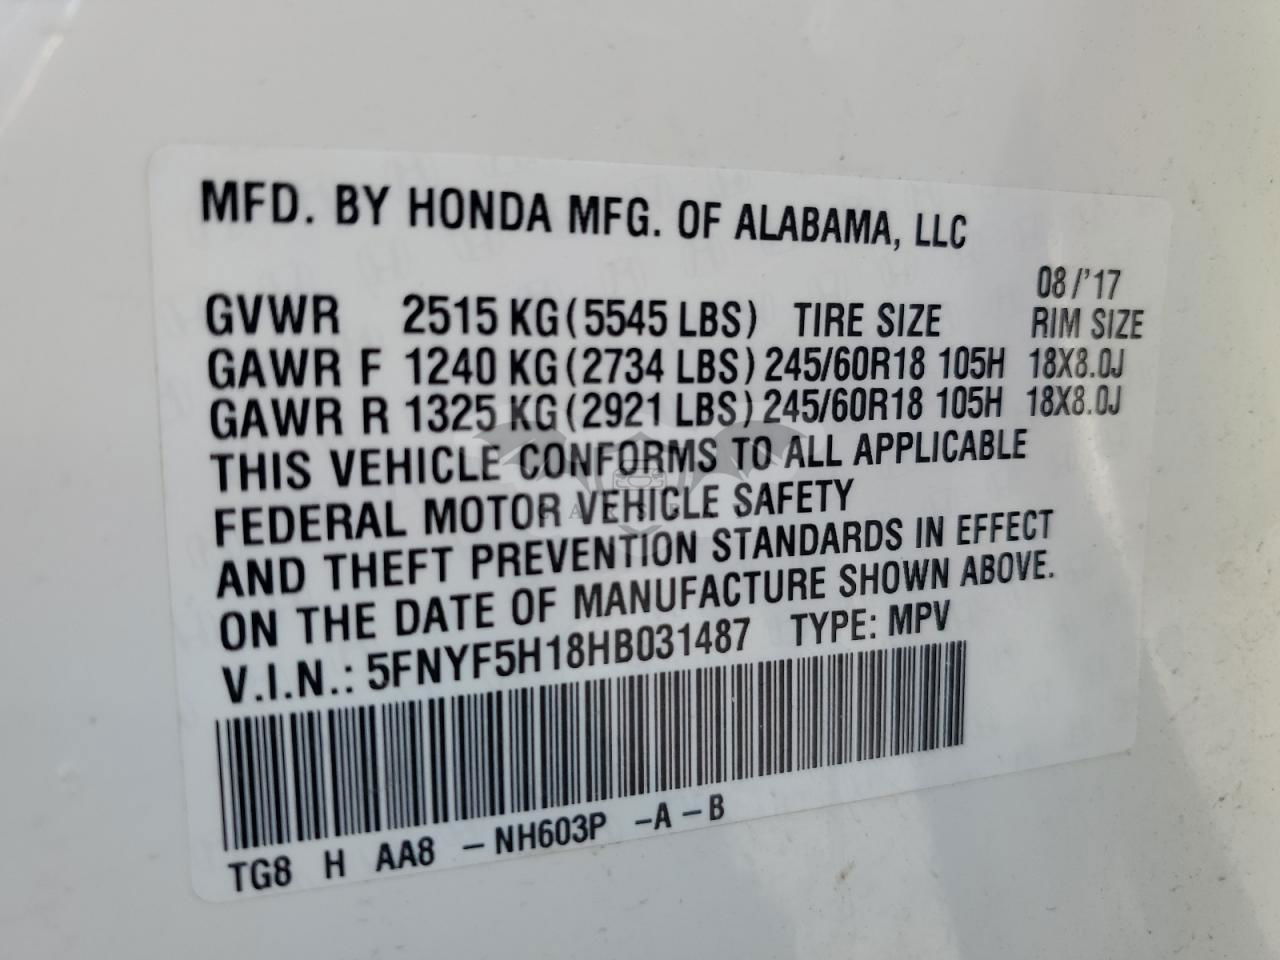 MFD. BY HONDA MFG. OF ALABAMA, LLC
08/'17
GVWR 2515 KG (5545 LBS) TIRE SIZE RIM SIZE
GAWR F 1240 KG (2734 LBS) 245/60R18 105H 18X8.0J
GAWR R 1325 KG (2921 LBS) 245/60R18 105H 18X8.0J
THIS VEHICLE CONFORMS TO ALL APPLICABLE
FEDERAL MOTOR VEHICLE SAFETY
AND THEFT PREVENTION STANDARDS IN EFFECT
ON THE DATE OF MANUFACTURE SHOWN ABOVE.
V.I.N.: 5FNYF5H18HB031487 TYPE: MPV
TG8 H AA8 – NH603P –A – B